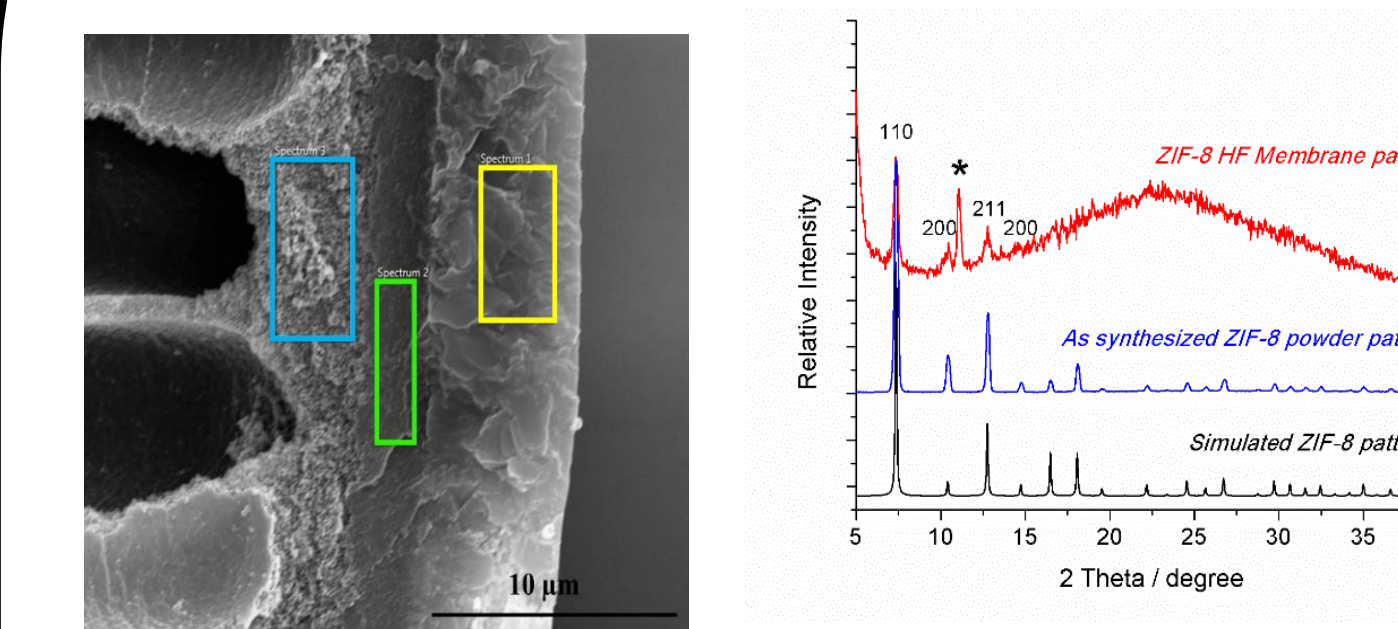 Spectrum 3
Spectrum 1
Spectrum 2
10 μm
Relative Intensity
110
*
200
211
200
ZIF-8 HF Membrane pa
As synthesized ZIF-8 powder pat
Simulated ZIF-8 patt
5 10 15 20 25 30 35
2 Theta / degree